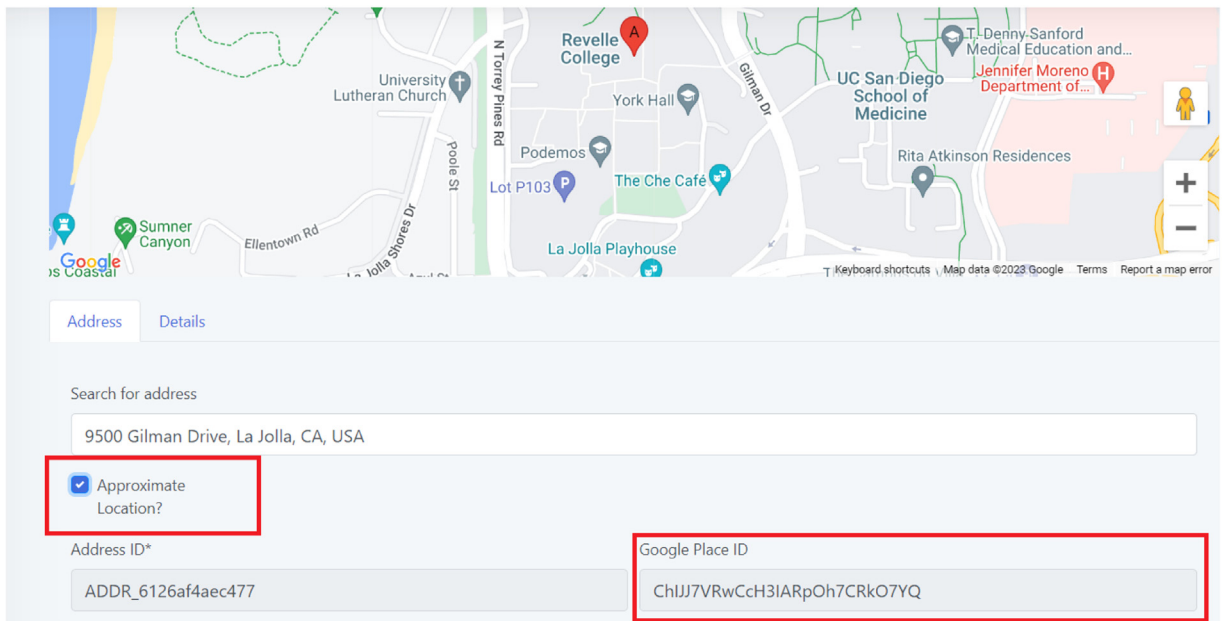 Revelle
College
A
T. Denny Sanford
Medical Education and...
N Torrey Pines Rd
Gilman Dr
University
Lutheran Church
UC San Diego
School of
Medicine
Jennifer Moreno
Department of...
H
York Hall
Poole St
Podemos
Rita Atkinson Residences
Lot P103
P
The Che Café
Sumner
Canyon
Ellentown Rd
La Jolla Shores Dr
La Jolla Playhouse
Google
os Coastal
Keyboard shortcuts
Map data ©2023 Google
Terms
Report a map error
Address
Details
Search for address
9500 Gilman Drive, La Jolla, CA, USA
Approximate
Location?
Address ID*
Google Place ID
ADDR_6126af4aec477
ChIJJ7VRwCcH3IARpOh7CRkO7YQ